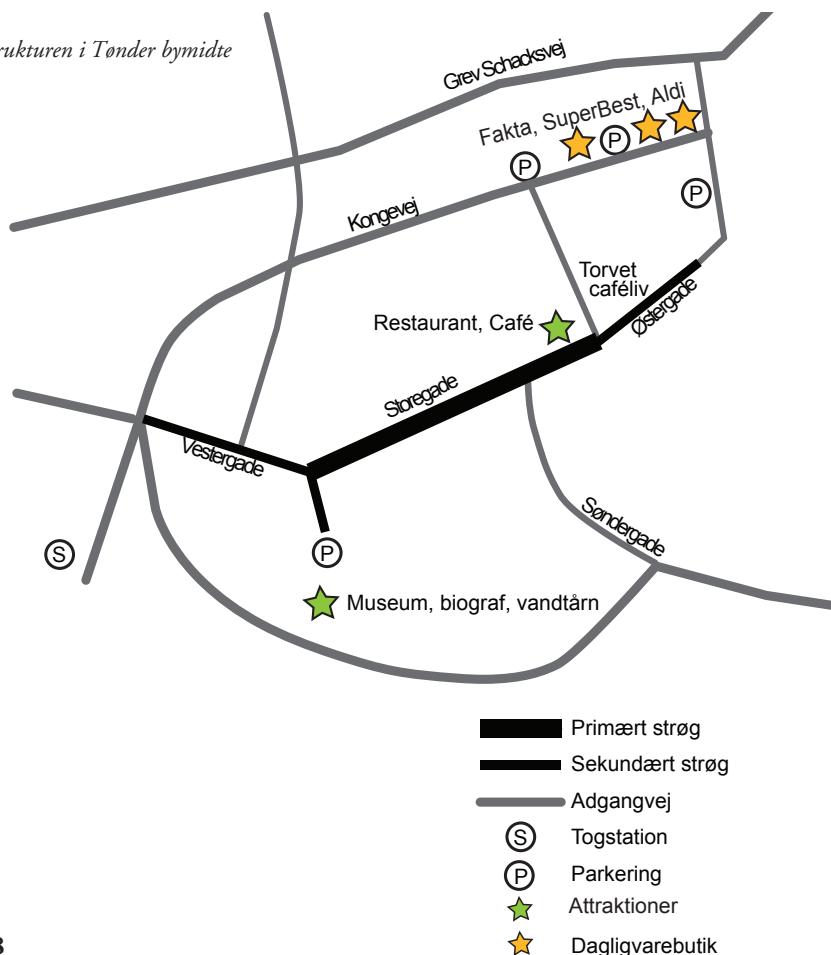 rukturen i Tønder bymidte
Grev Schacksvej
Fakta, SuperBest, Aldi
P
P
P
Kongevej
Torvet
caféliv
Østergade
Restaurant, Café
Storegade
Vestergade
Søndergade
S
P
Museum, biograf, vandtårn
Primært strøg
Sekundært strøg
Adgangvej
S Togstation
P Parkering
Attraktioner
Dagligvarebutik